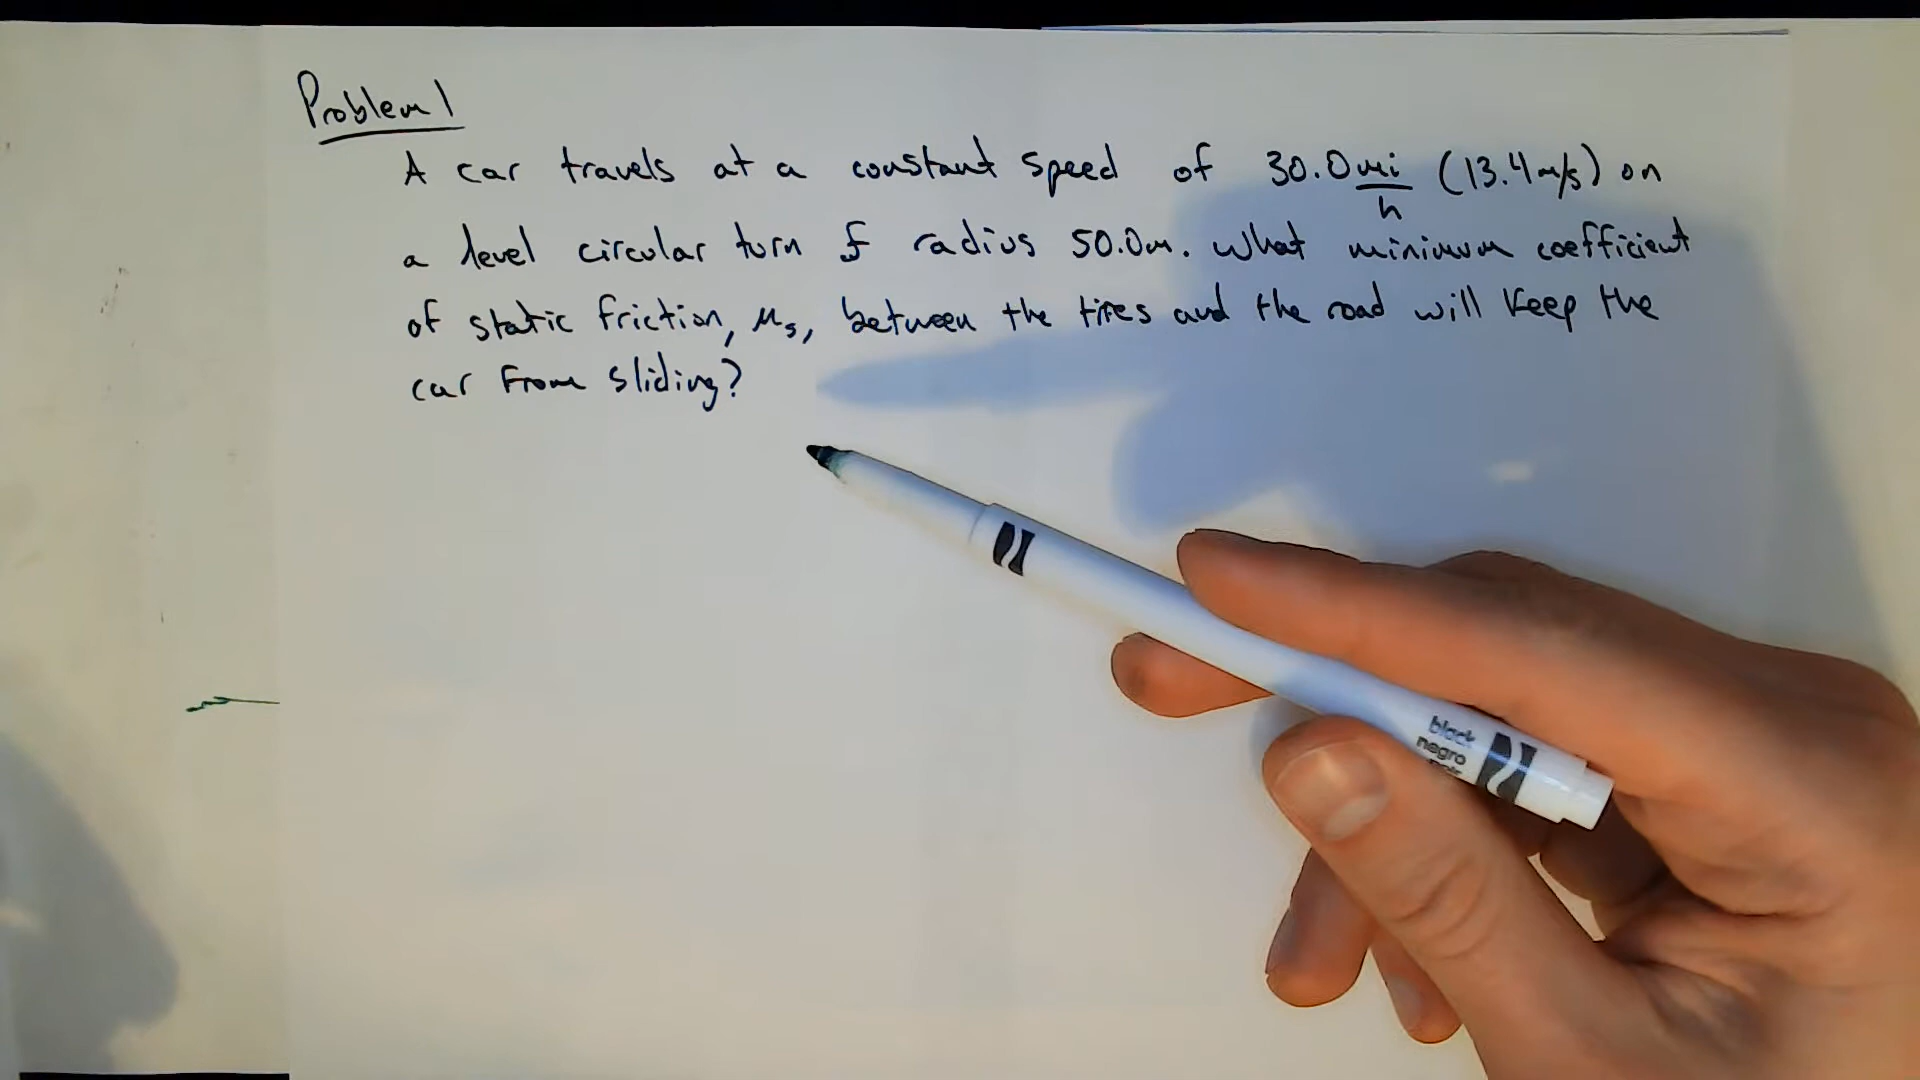 Problem 1
A car travels at a constant speed of 30.0 mi/h (13.4 m/s) on
a level circular turn of radius 50.0m. What minimum coefficient
of static friction, μs, between the tires and the road will keep the
car from sliding?
black
negro
noir